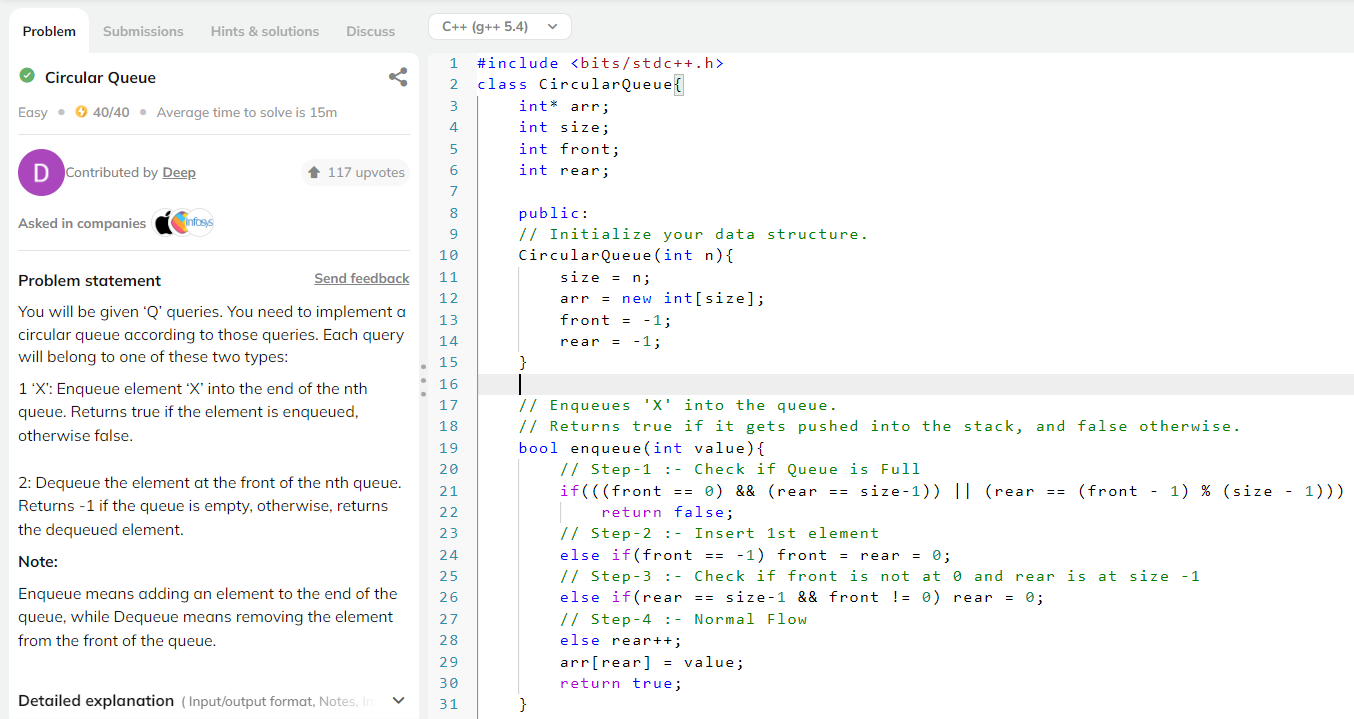 Problem
Submissions
Hints & solutions
Discuss
C++ (g++ 5.4)
Circular Queue
Easy
40/40
Average time to solve is 15m
D
Contributed by Deep
117 upvotes
Asked in companies
infosys
Problem statement
Send feedback
You will be given ‘Q’ queries. You need to implement a
circular queue according to those queries. Each query
will belong to one of these two types:
1 ‘X’: Enqueue element ‘X’ into the end of the nth
queue. Returns true if the element is enqueued,
otherwise false.
2: Dequeue the element at the front of the nth queue.
Returns -1 if the queue is empty, otherwise, returns
the dequeued element.
Note:
Enqueue means adding an element to the end of the
queue, while Dequeue means removing the element
from the front of the queue.
Detailed explanation ( Input/output format, Notes,
1 #include <bits/stdc++.h>
2 class CircularQueue{
3 int* arr;
4 int size;
5 int front;
6 int rear;
7
8 public:
9 // Initialize your data structure.
10 CircularQueue(int n){
11 size = n;
12 arr = new int[size];
13 front = -1;
14 rear = -1;
15 }
16
17 // Enqueues 'X' into the queue.
18 // Returns true if it gets pushed into the stack, and false otherwise.
19 bool enqueue(int value){
20 // Step-1 :- Check if Queue is Full
21 if(((front == 0) && (rear == size-1)) || (rear == (front - 1) % (size - 1)))
22 return false;
23 // Step-2 :- Insert 1st element
24 else if(front == -1) front = rear = 0;
25 // Step-3 :- Check if front is not at 0 and rear is at size -1
26 else if(rear == size-1 && front != 0) rear = 0;
27 // Step-4 :- Normal Flow
28 else rear++;
29 arr[rear] = value;
30 return true;
31 }